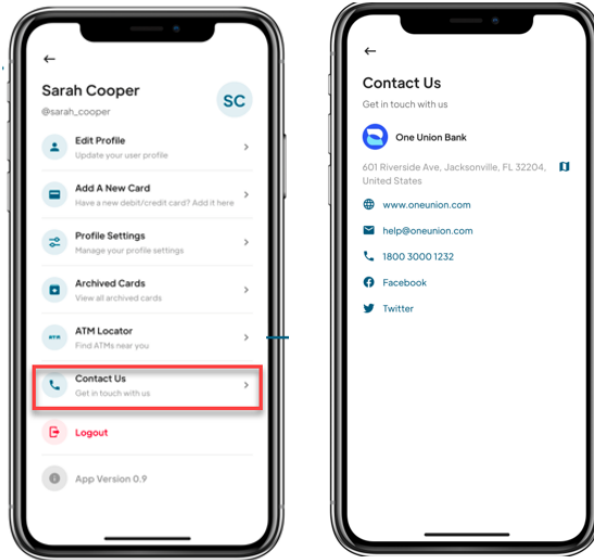 Sarah Cooper
SC
@sarah_cooper
Edit Profile
Update your user profile
Add A New Card
Have a new debit/credit card? Add it here
Profile Settings
Manage your profile settings
Archived Cards
View all archived cards
ATM
ATM Locator
Find ATMs near you
Contact Us
Get in touch with us
Logout
App Version 0.9
Contact Us
Get in touch with us
One Union Bank
601 Riverside Ave, Jacksonville, FL 32204,
United States
www.oneunion.com
help@oneunion.com
1800 3000 1232
Facebook
Twitter